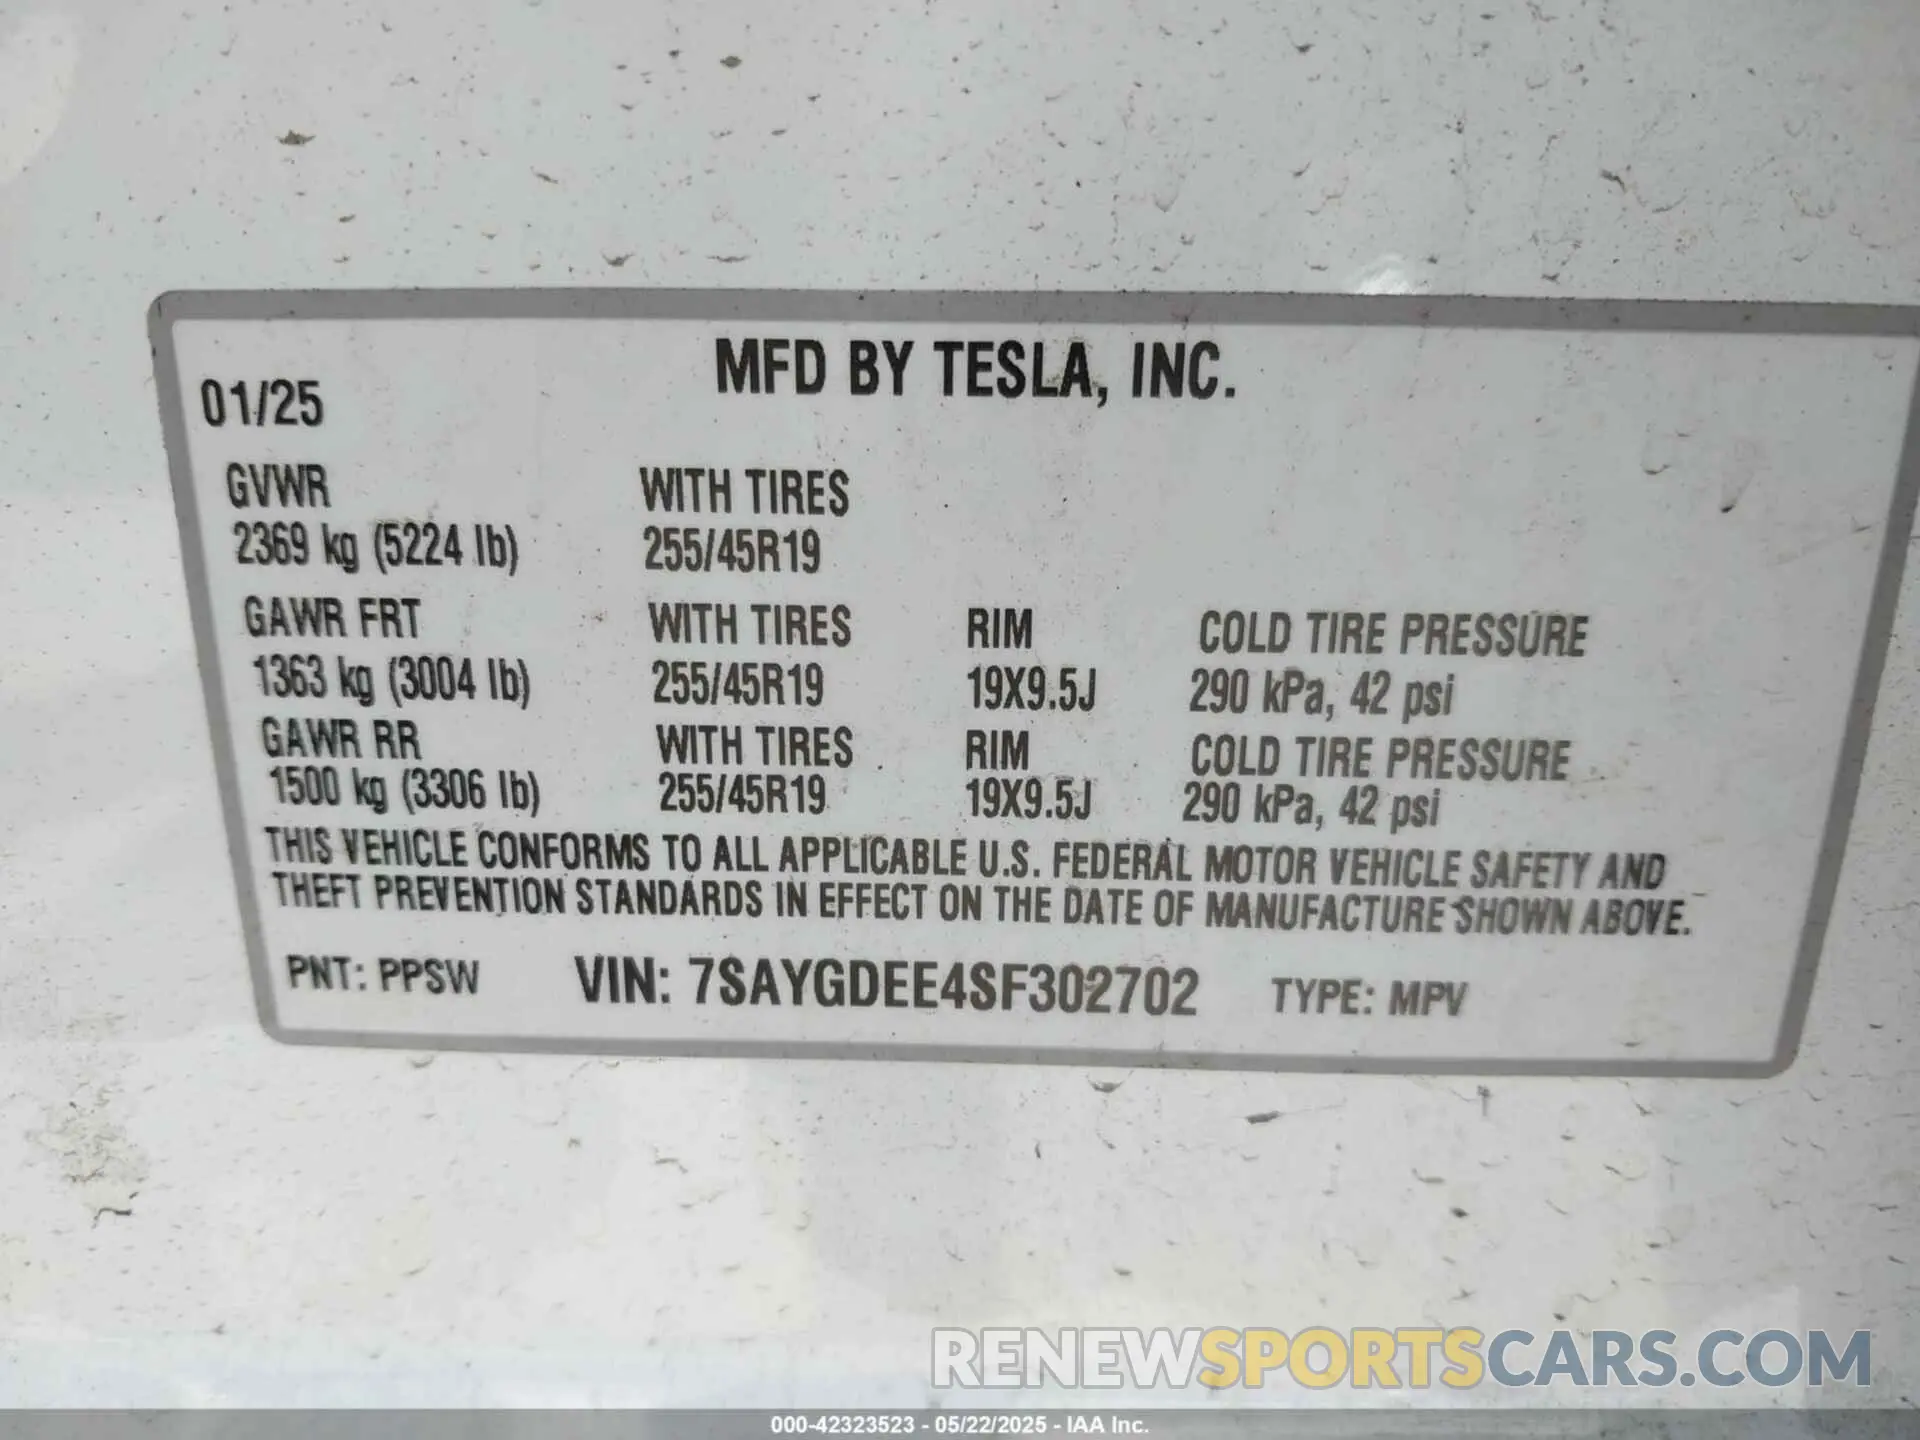 MFD BY TESLA, INC.
01/25
GVWR WITH TIRES
2369 kg (5224 lb) 255/45R19
GAWR FRT WITH TIRES RIM COLD TIRE PRESSURE
1363 kg (3004 lb) 255/45R19 19X9.5J 290 kPa, 42 psi
GAWR RR WITH TIRES RIM COLD TIRE PRESSURE
1500 kg (3306 lb) 255/45R19 19X9.5J 290 kPa, 42 psi
THIS VEHICLE CONFORMS TO ALL APPLICABLE U.S. FEDERAL MOTOR VEHICLE SAFETY AND
THEFT PREVENTION STANDARDS IN EFFECT ON THE DATE OF MANUFACTURE SHOWN ABOVE.
PNT: PPSW VIN: 7SAYGDEE4SF302702 TYPE: MPV
RENEWSPORTSCARS.COM
000-42323523 - 05/22/2025 - IAA Inc.